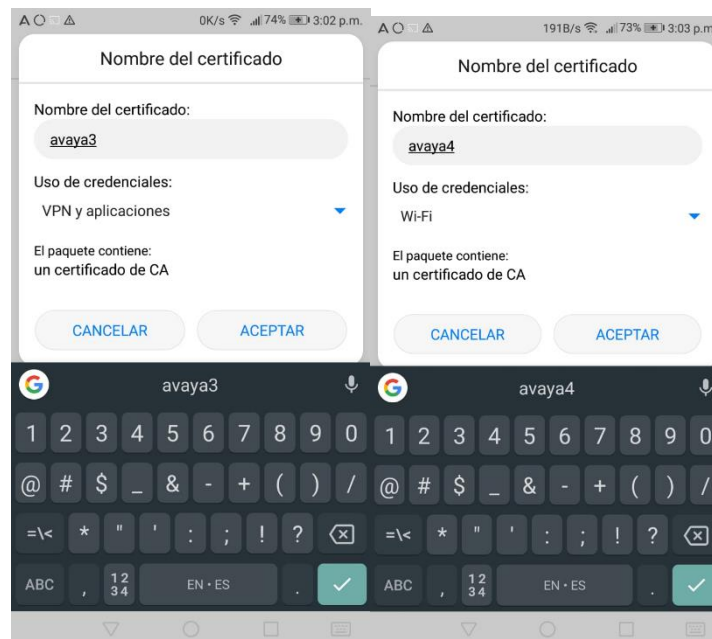 0K/s 74% 3:02 p.m.
Nombre del certificado
Nombre del certificado:
avaya3
Uso de credenciales:
VPN y aplicaciones
El paquete contiene:
un certificado de CA
CANCELAR ACEPTAR
avaya3
1 2 3 4 5 6 7 8 9 0
@ # $ _ & - + ( ) /
=\< * " ' : ; ! ?
ABC , 12 34 EN • ES .
191B/s 73% 3:03 p.m
Nombre del certificado
Nombre del certificado:
avaya4
Uso de credenciales:
Wi-Fi
El paquete contiene:
un certificado de CA
CANCELAR ACEPTAR
avaya4
1 2 3 4 5 6 7 8 9 0
@ # $ _ & - + ( ) /
=\< * " ' : ; ! ?
ABC , 12 34 EN • ES .